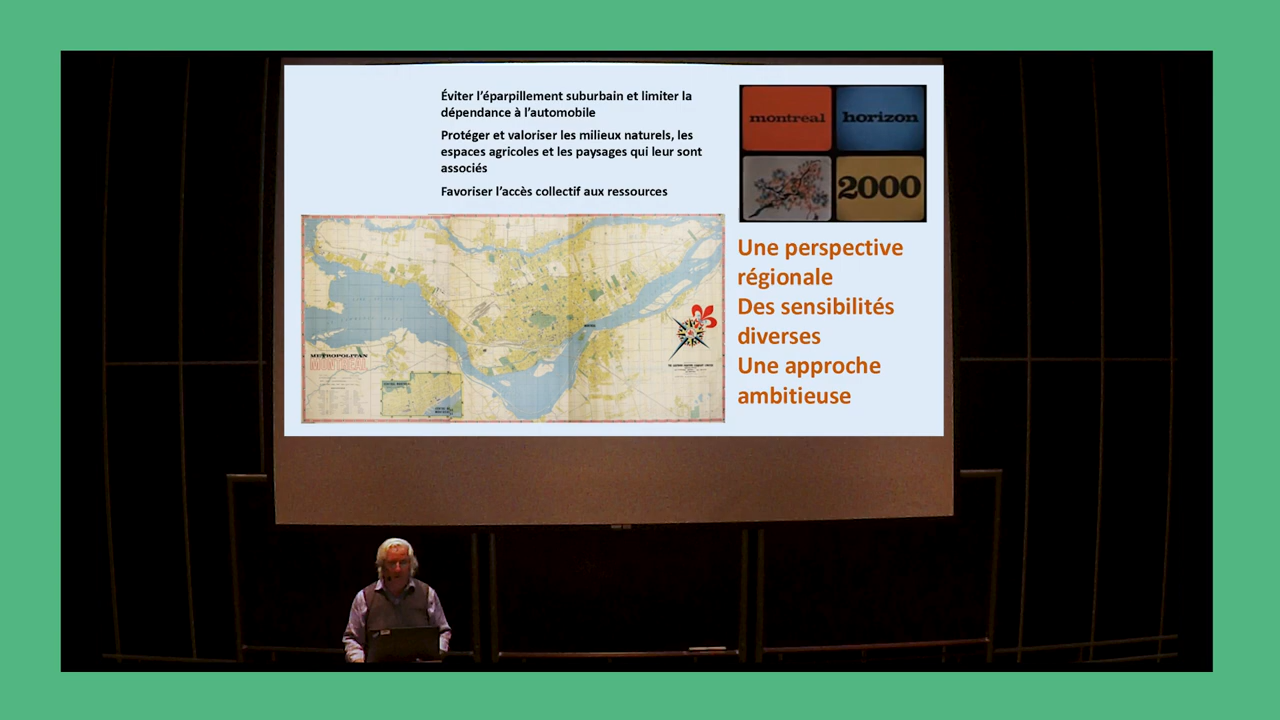 Éviter l’éparpillement suburbain et limiter la
dépendance à l’automobile
Protéger et valoriser les milieux naturels, les
espaces agricoles et les paysages qui leur sont
associés
Favoriser l’accès collectif aux ressources
montréal
horizon
2000
Une perspective
régionale
Des sensibilités
diverses
Une approche
ambitieuse
METROPOLITAN
MONTREAL